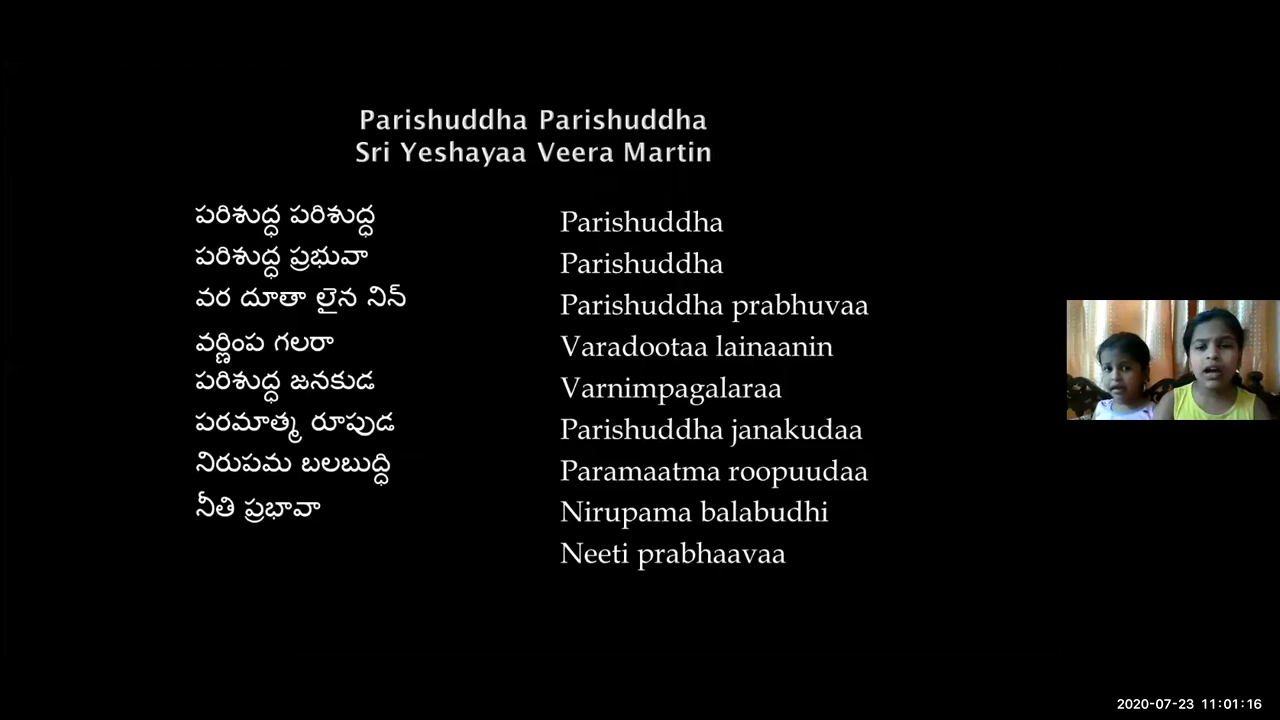 Parishuddha Parishuddha
Sri Yeshayaa Veera Martin
పరిశుద్ధ పరిశుద్ధ
పరిశుద్ధ ప్రభువా
వర దూతా లైన నిన్
వర్ణింప గలరా
పరిశుద్ధ జనకుడ
పరమాత్మ రూపుడ
నిరుపమ బలబుద్ధి
నీతి ప్రభావా
Parishuddha
Parishuddha
Parishuddha prabhuvaa
Varadootaa lainaanin
Varnimpagalaraa
Parishuddha janakudaa
Paramaatma roopuudaa
Nirupama balabudhi
Neeti prabhaavaa
2020-07-23 11:01:16